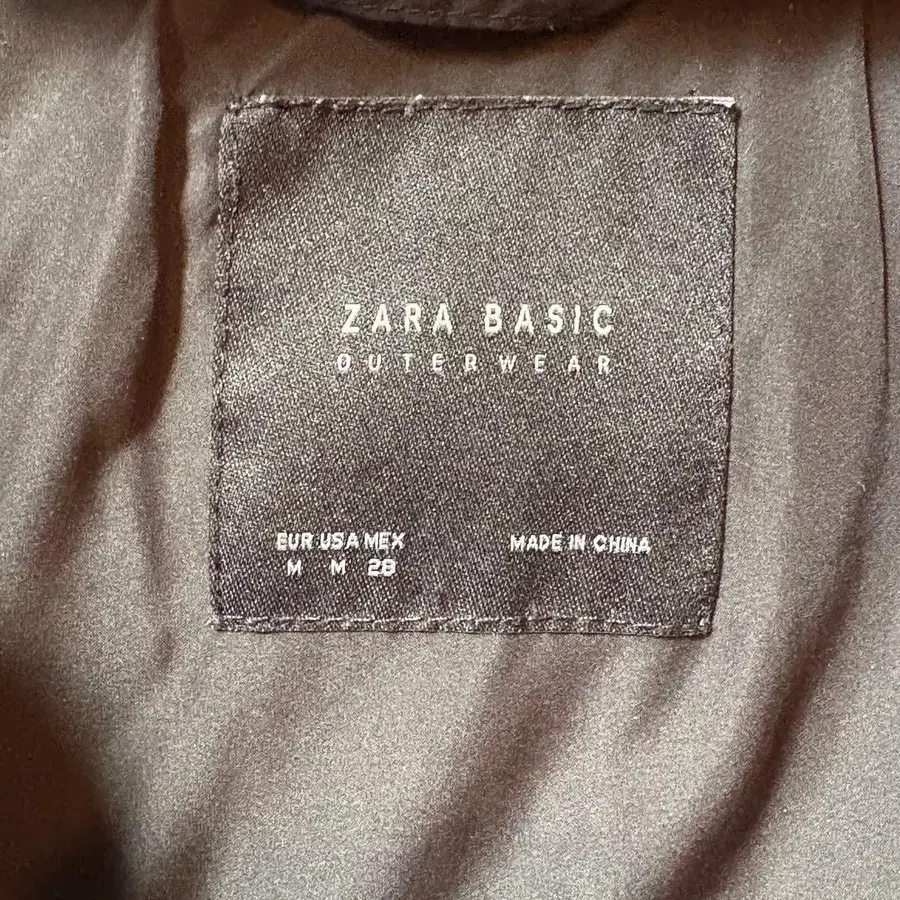 ZARA BASIC
OUTERWEAR
EUR USA MEX
M M 28
MADE IN CHINA